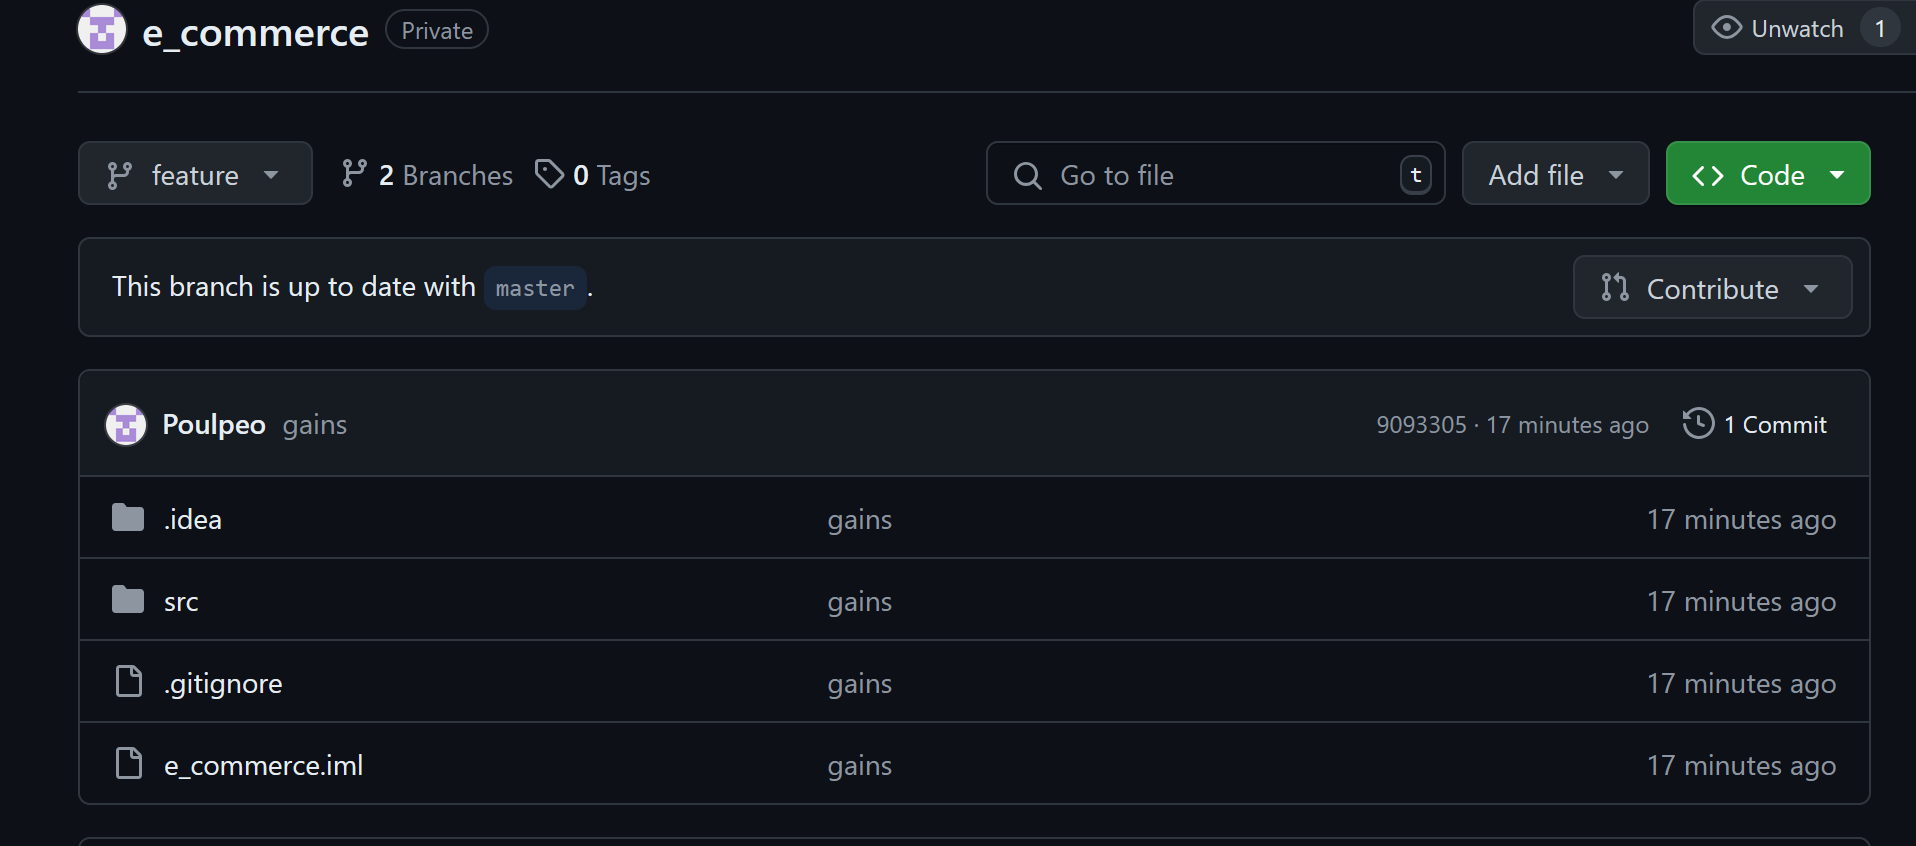 e_commerce Private Unwatch 1
feature 2 Branches 0 Tags Go to file t Add file Code
This branch is up to date with master. Contribute
Poulpeo gains 9093305 · 17 minutes ago 1 Commit
.idea gains 17 minutes ago
src gains 17 minutes ago
.gitignore gains 17 minutes ago
e_commerce.iml gains 17 minutes ago